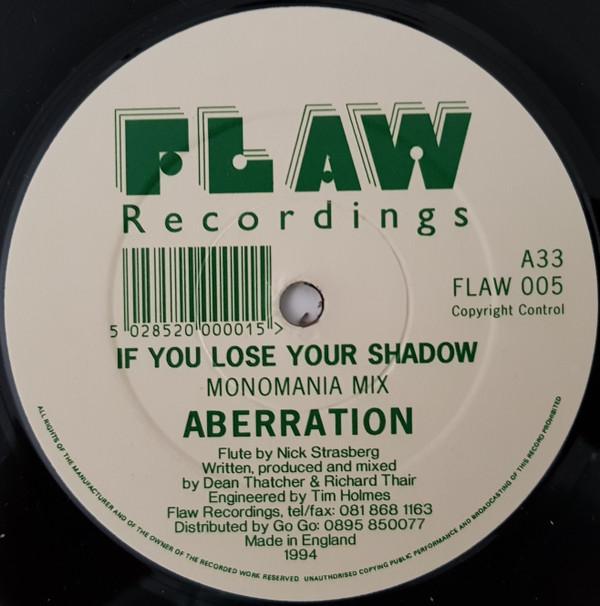 FLAW
Recordings
A33
FLAW 005
Copyright Control
5 028520 000015 >
IF YOU LOSE YOUR SHADOW
MONOMANIA MIX
ABERRATION
Flute by Nick Strasberg
Written, produced and mixed
by Dean Thatcher & Richard Thair
Engineered by Tim Holmes
Flaw Recordings, tel/fax: 081 868 1163
Distributed by Go Go: 0895 850077
Made in England
1994
ALL RIGHTS OF THE MANUFACTURER AND OF THE OWNER OF THE RECORDED WORK RESERVED. UNAUTHORISED COPYING PUBLIC PERFORMANCE AND BROADCASTING OF THIS RECORD PROHIBITED